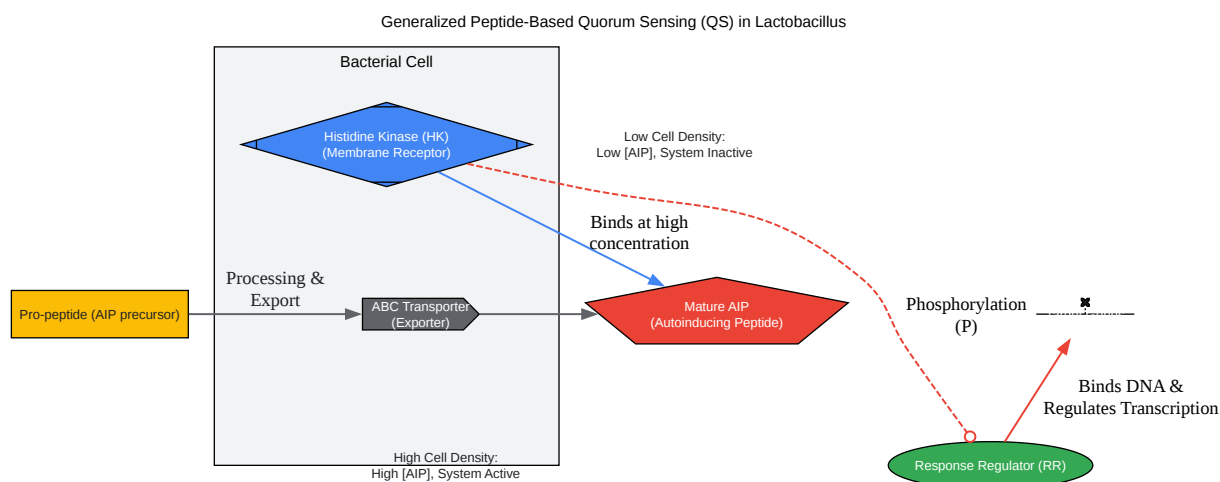 Generalized Peptide-Based Quorum Sensing (QS) in Lactobacillus
Bacterial Cell
Histidine Kinase (HK)
(Membrane Receptor)
Low Cell Density:
Low [AIP], System Inactive
Binds at high
concentration
Processing &
Export
Pro-peptide (AIP precursor)
ABC Transporter
(Exporter)
Mature AIP
(Autoinducing Peptide)
Phosphorylation
(P)
Binds DNA &
Regulates Transcription
High Cell Density:
High [AIP], System Active
Response Regulator (RR)